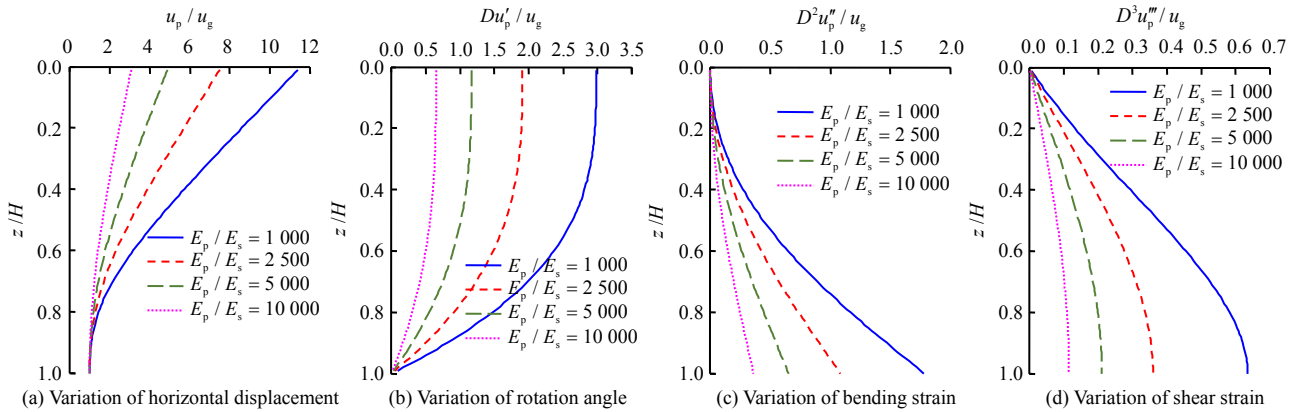 u_p / u_g
0 2 4 6 8 10 12
0.0
0.2
0.4
0.6
0.8
1.0
z /H
E_p / E_s = 1 000
E_p / E_s = 2 500
E_p / E_s = 5 000
E_p / E_s = 10 000
(a) Variation of horizontal displacement
Du′_p / u_g
0.0 0.5 1.0 1.5 2.0 2.5 3.0 3.5
0.0
0.2
0.4
0.6
0.8
1.0
z /H
E_p / E_s = 1 000
E_p / E_s = 2 500
E_p / E_s = 5 000
E_p / E_s = 10 000
(b) Variation of rotation angle
D²u″_p / u_g
0.0 0.5 1.0 1.5 2.0
0.0
0.2
0.4
0.6
0.8
1.0
z /H
E_p / E_s = 1 000
E_p / E_s = 2 500
E_p / E_s = 5 000
E_p / E_s = 10 000
(c) Variation of bending strain
D³u‴_p / u_g
0.0 0.1 0.2 0.3 0.4 0.5 0.6 0.7
0.0
0.2
0.4
0.6
0.8
1.0
z /H
E_p / E_s = 1 000
E_p / E_s = 2 500
E_p / E_s = 5 000
E_p / E_s = 10 000
(d) Variation of shear strain